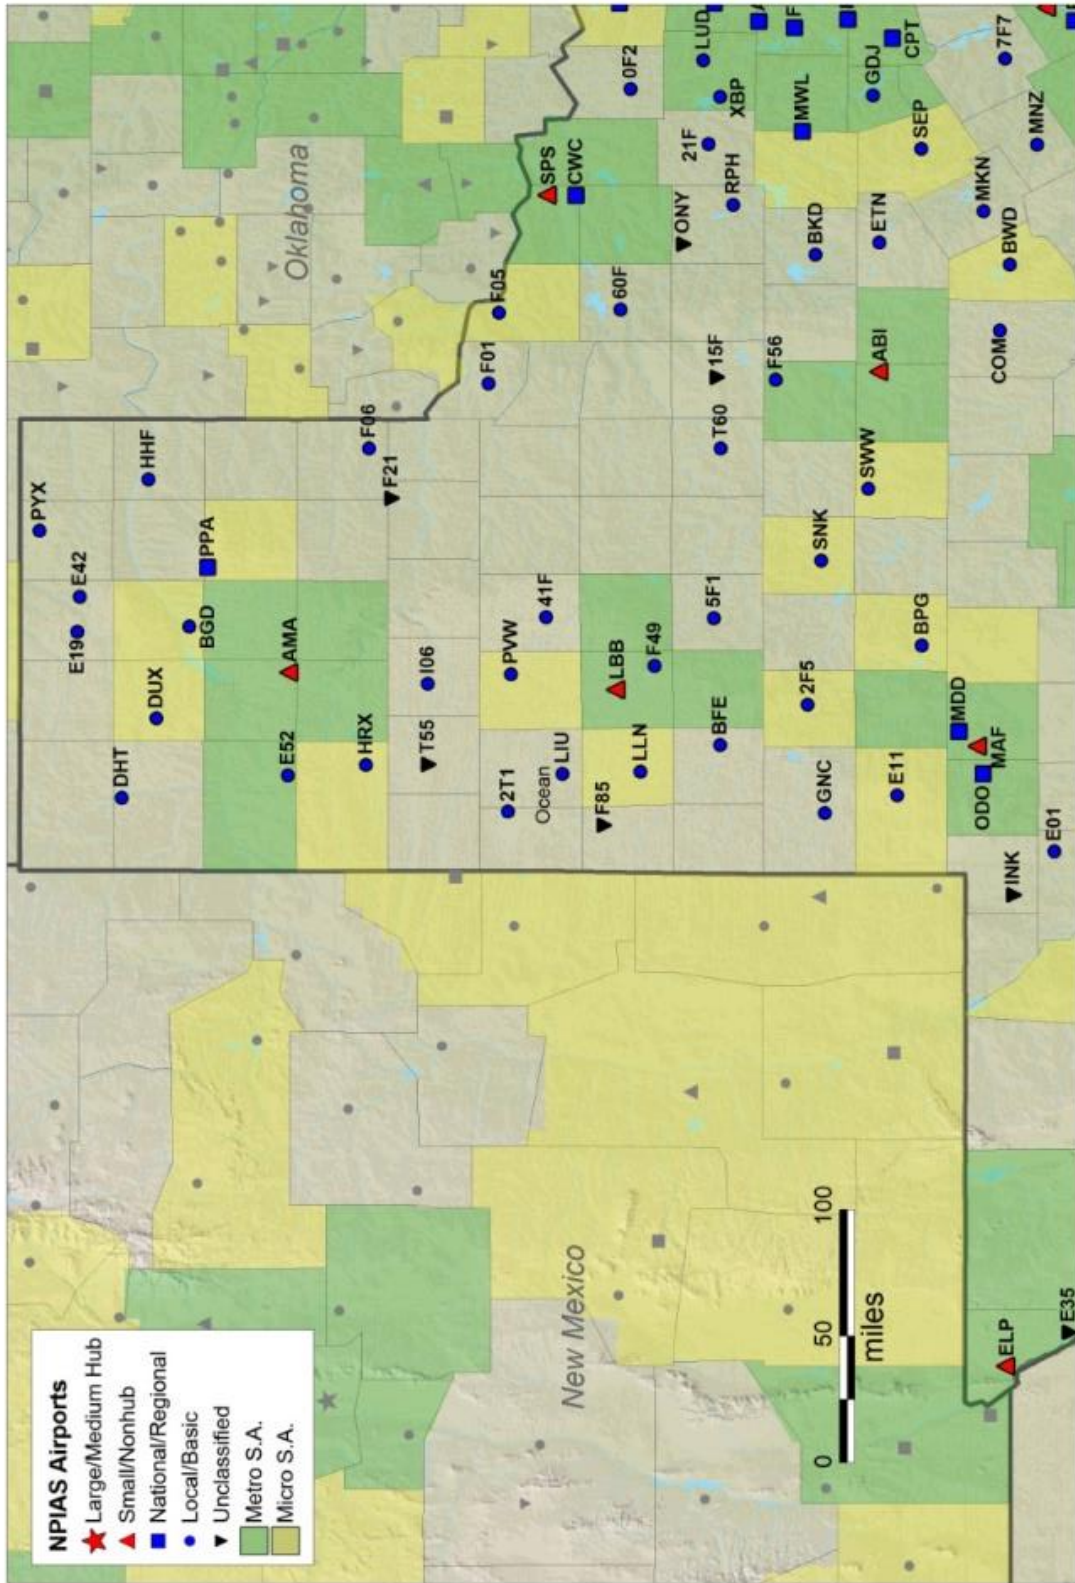 NPIAS Airports
Large/Medium Hub
Small/Nonhub
National/Regional
Local/Basic
Unclassified
Metro S.A.
Micro S.A.
New Mexico
Oklahoma
0 50 100
miles
PYX
E19
E42
DHT
DUX
HHF
BGD
PPA
E52
AMA
HRX
F06
F21
T55
I06
2T1
PVW
41F
F01
F05
SPS
CWC
Ocean
LIU
F85
LLN
LBB
F49
60F
0F2
ONY
21F
LUD
XBP
RPH
BFE
5F1
T60
15F
F56
GNC
2F5
SNK
BKD
MWL
A
F
E11
BPG
SWW
ABI
ETN
GDJ
CPT
SEP
ODO
MDD
MAF
COM
BWD
MKN
7F7
MNZ
INK
E01
ELP
E35